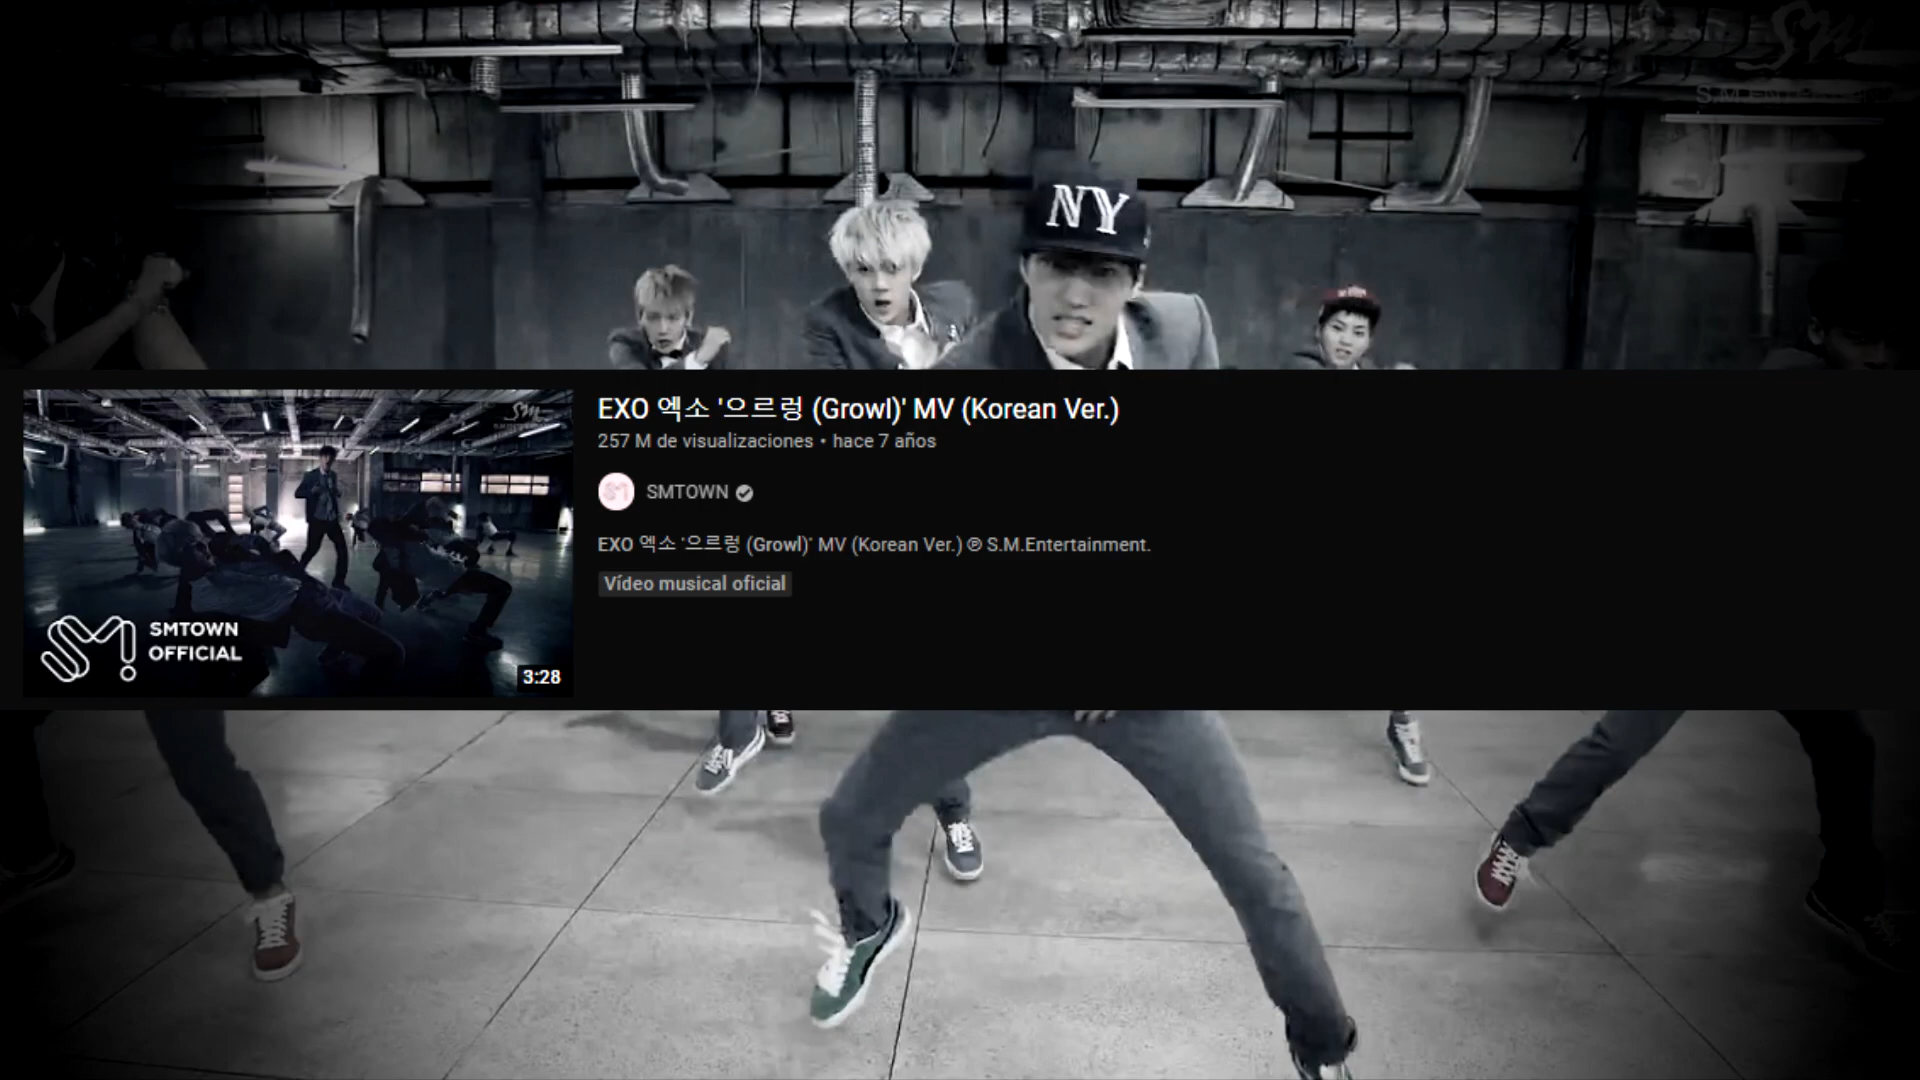 S.M.ENTERTAINMENT
NY
EXO 엑소 '으르렁 (Growl)' MV (Korean Ver.)
257 M de visualizaciones • hace 7 años
SMTOWN
EXO 엑소 '으르렁 (Growl)' MV (Korean Ver.) ℗ S.M.Entertainment.
Vídeo musical oficial
SMTOWN
OFFICIAL
3:28